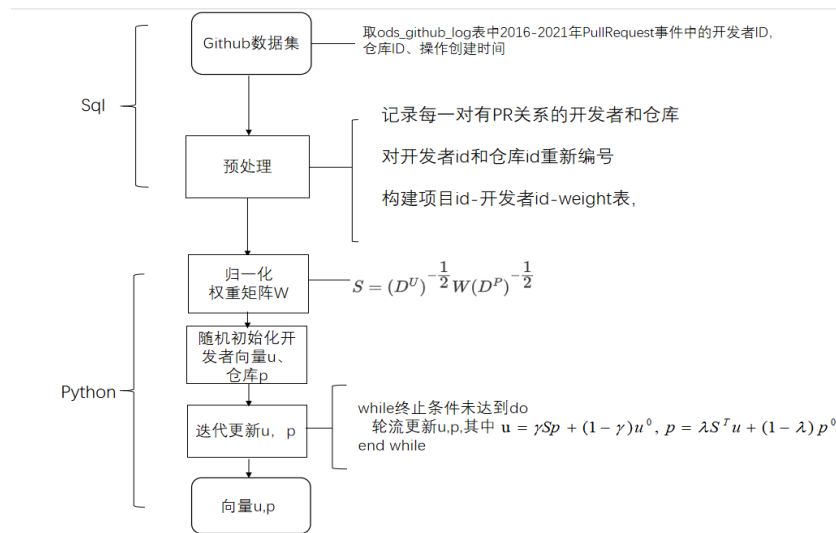 Github数据集
取ods_github_log表中2016-2021年PullRequest事件中的开发者ID,
仓库ID、操作创建时间
Sql
预处理
记录每一对有PR关系的开发者和仓库
对开发者id和仓库id重新编号
构建项目id-开发者id-weight表,
归一化
权重矩阵W
S = (D^U)^{-\frac{1}{2}} W(D^P)^{-\frac{1}{2}}
随机初始化开
发者向量u、
仓库p
Python
迭代更新u，p
while终止条件未达到do
轮流更新u,p,其中 u = γSp + (1 − γ)u^0, p = λS^T u + (1 − λ)p^0
end while
向量u,p